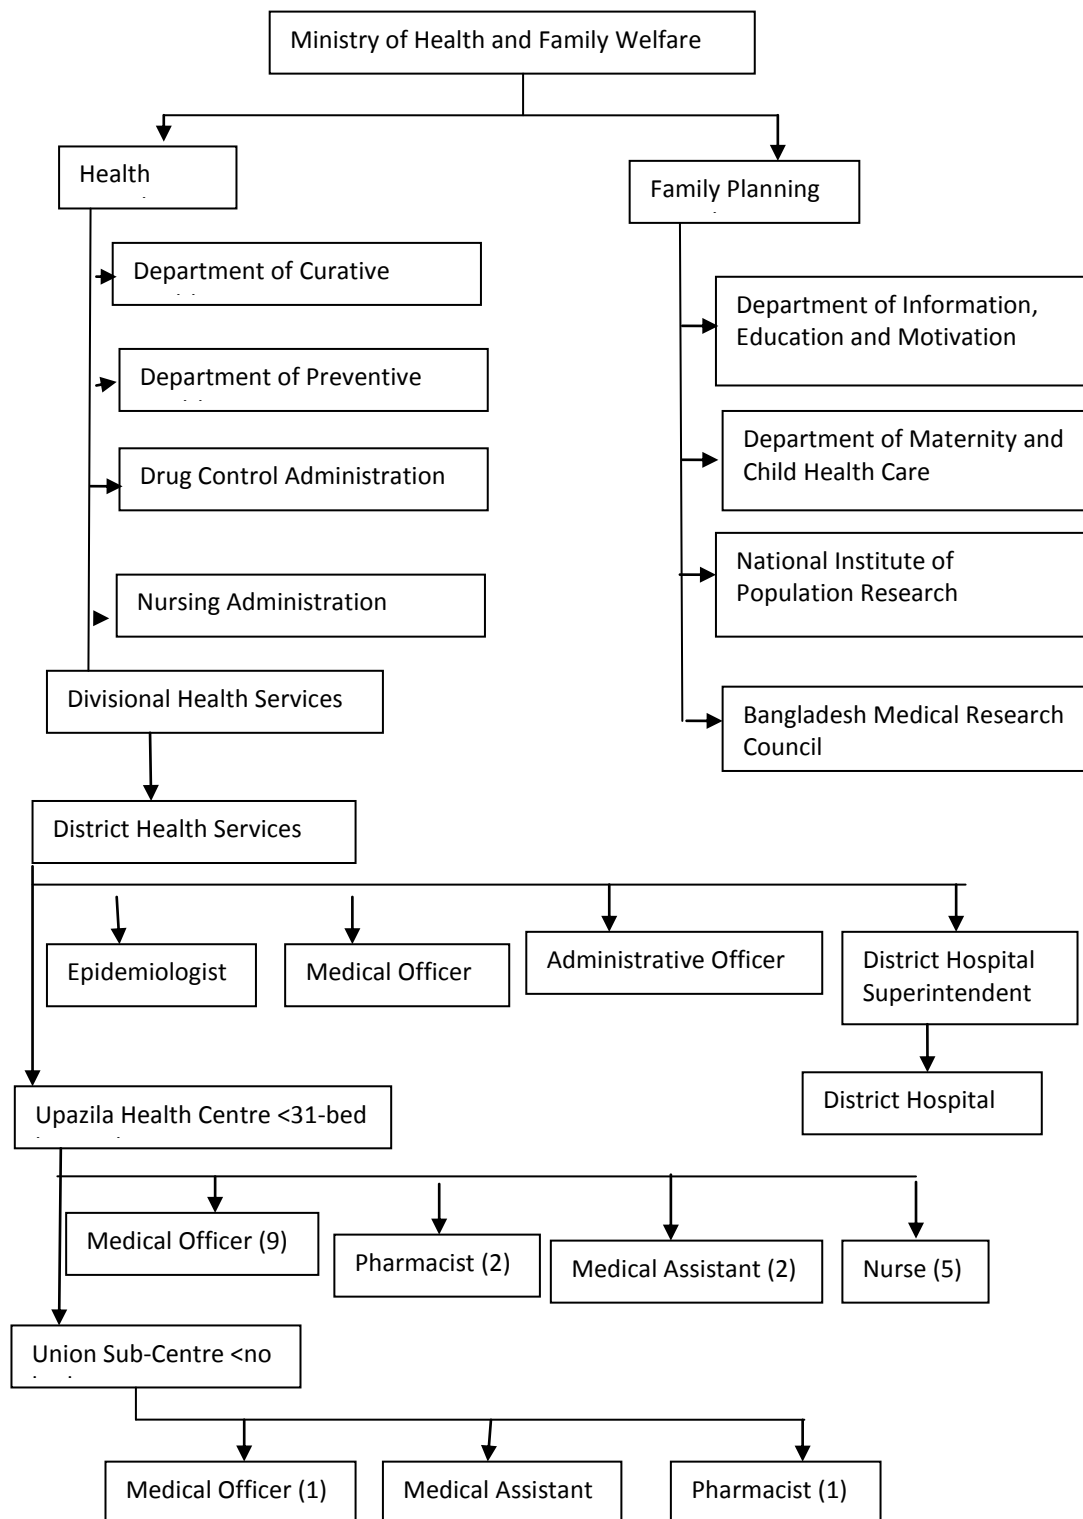 Ministry of Health and Family Welfare
Health
Family Planning
Department of Curative
Department of Information,
Education and Motivation
Department of Preventive
Department of Maternity and
Child Health Care
Drug Control Administration
National Institute of
Population Research
Nursing Administration
Divisional Health Services
Bangladesh Medical Research
Council
District Health Services
Epidemiologist
Medical Officer
Administrative Officer
District Hospital
Superintendent
District Hospital
Upazila Health Centre <31-bed
Medical Officer (9)
Pharmacist (2)
Medical Assistant (2)
Nurse (5)
Union Sub-Centre <no
Medical Officer (1)
Medical Assistant
Pharmacist (1)